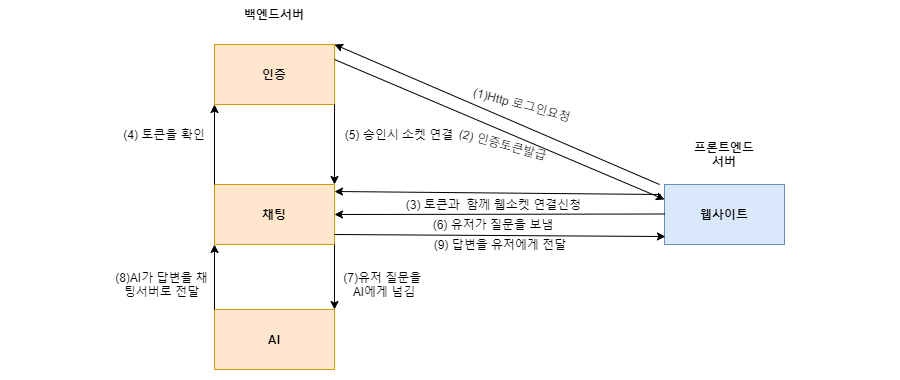 백엔드서버
인증
(1)Http 로그인요청
(4) 토큰을 확인
(5) 승인시 소켓 연결
(2) 인증토큰발급
프론트엔드
서버
채팅
(3) 토큰과 함께 웹소켓 연결신청
웹사이트
(6) 유저가 질문을 보냄
(9) 답변을 유저에게 전달
(8)AI가 답변을 채
팅서버로 전달
(7)유저 질문을
AI에게 넘김
AI